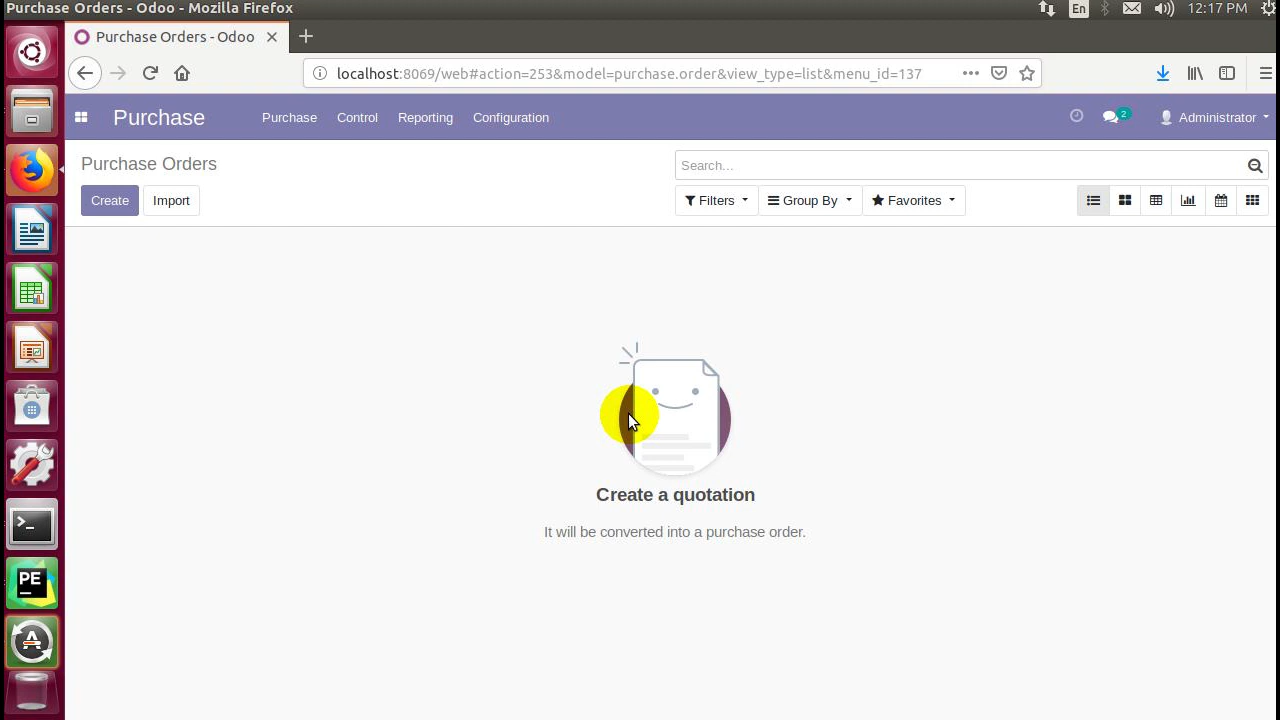 Purchase Orders - Odoo - Mozilla Firefox
En
12:17 PM
Purchase Orders - Odoo
localhost:8069/web#action=253&model=purchase.order&view_type=list&menu_id=137
Purchase
Purchase
Control
Reporting
Configuration
2
Administrator
Purchase Orders
Search...
Create
Import
Filters
Group By
Favorites
PE
Create a quotation
It will be converted into a purchase order.